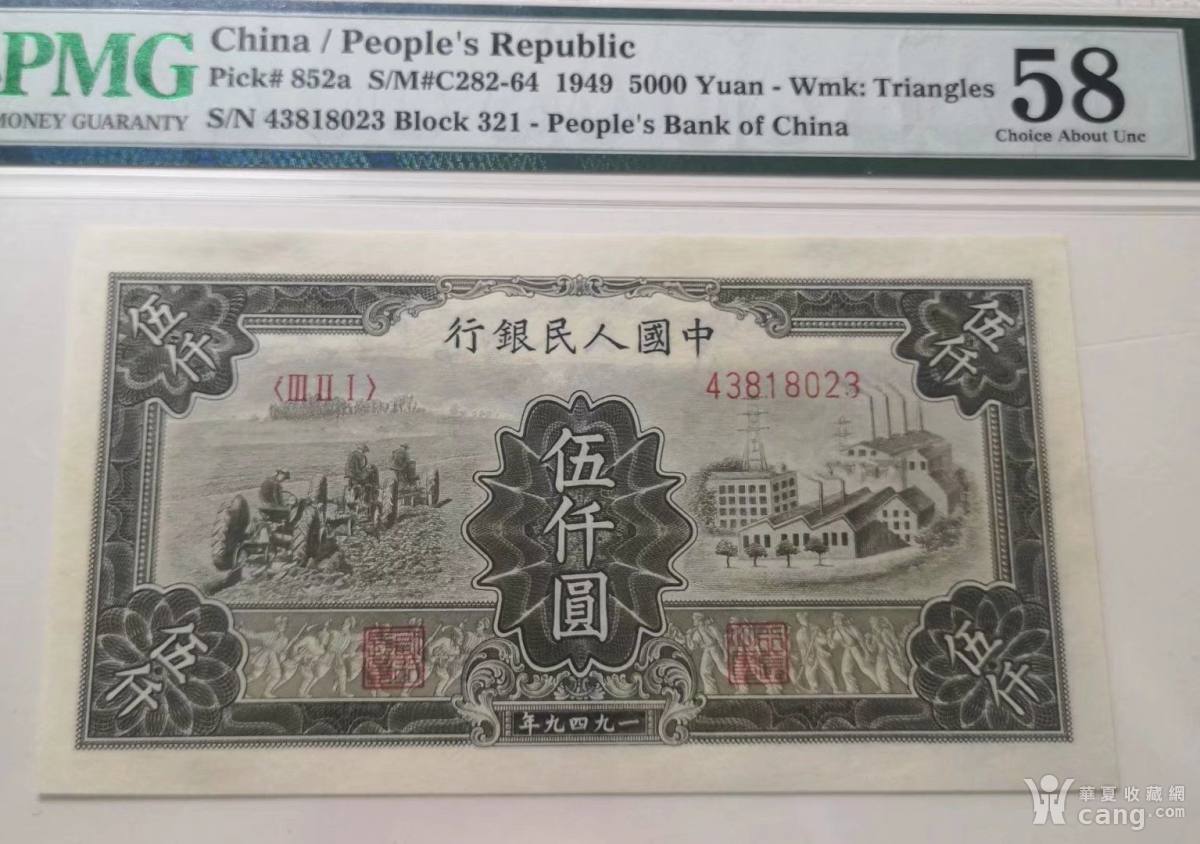 PMG
MONEY GUARANTY
China / People's Republic
Pick# 852a S/M#C282-64 1949 5000 Yuan - Wmk: Triangles
S/N 43818023 Block 321 - People's Bank of China
58
Choice About Unc
伍仟
伍仟
行銀民人國中
〈III II I〉
43818023
伍仟圓
伍仟
伍仟
年九四九一
華夏收藏網
cang.com